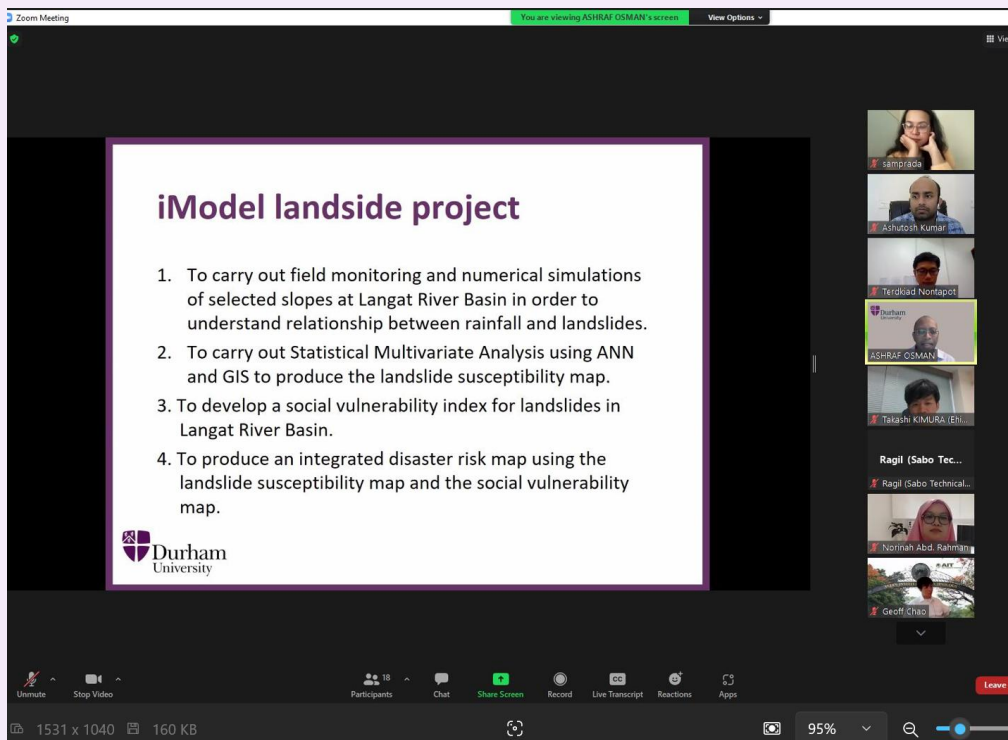 Zoom Meeting
You are viewing ASHRAF OSMAN's screen
View Options
Vie
iModel landside project
1. To carry out field monitoring and numerical simulations
of selected slopes at Langat River Basin in order to
understand relationship between rainfall and landslides.
2. To carry out Statistical Multivariate Analysis using ANN
and GIS to produce the landslide susceptibility map.
3. To develop a social vulnerability index for landslides in
Langat River Basin.
4. To produce an integrated disaster risk map using the
landslide susceptibility map and the social vulnerability
map.
Durham
University
samprada
Ashutosh Kumar
Terdkiad Nontapot
Durham
University
ASHRAF OSMAN
Takashi KIMURA (Ehi...
Ragil (Sabo Tec...
Ragil (Sabo Technical...
Norinah Abd. Rahman
AIT
Geoff Chao
Unmute
Stop Video
18
Participants
Chat
Share Screen
Record
CC
Live Transcript
Reactions
Apps
Leave
1531 x 1040
160 KB
95%